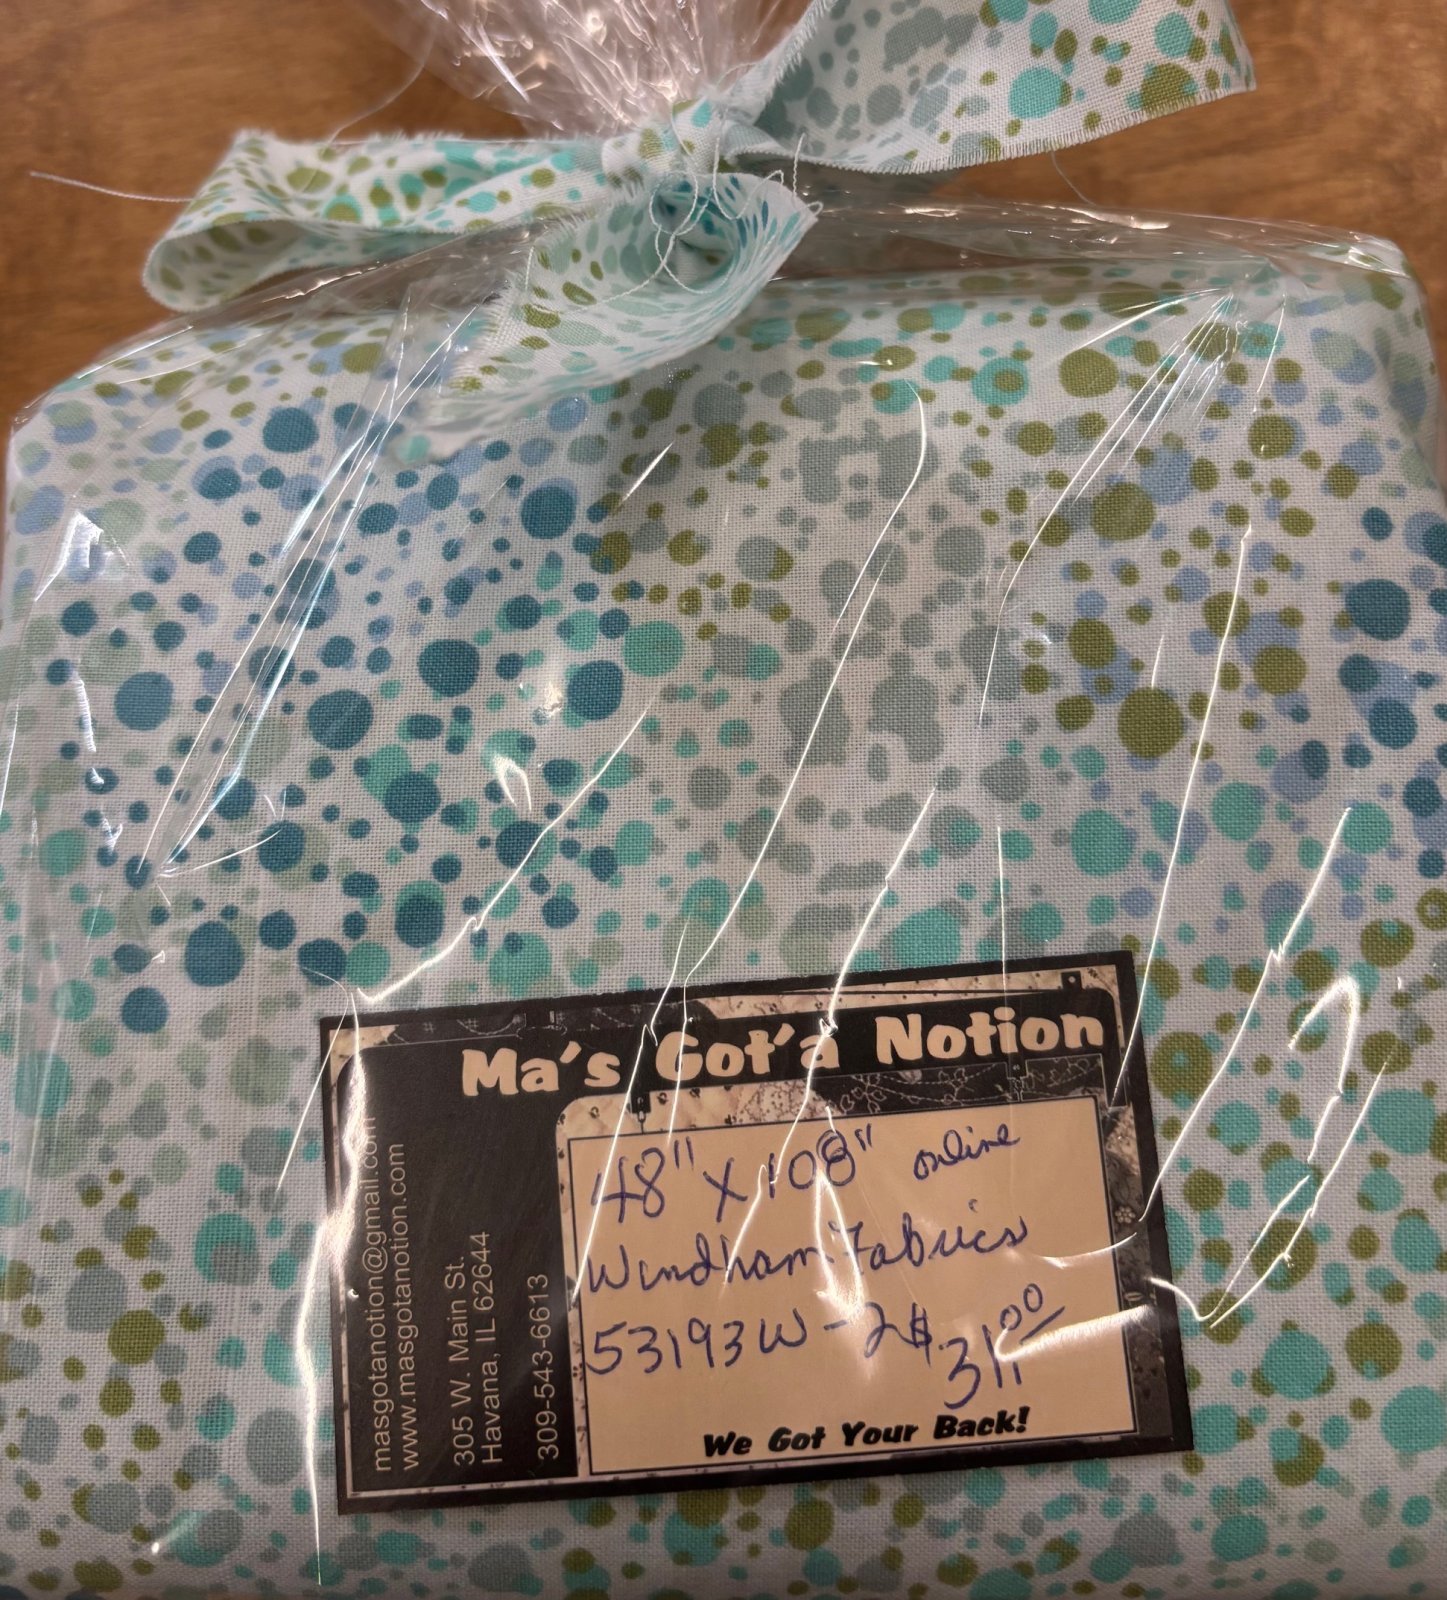 Ma's Got'a Notion
48" x 108" online
Windham Fabrics
53193W-2 $31.00
We Got Your Back!
masgotanotion@gmail.com
www.masgotanotion.com
305 W. Main St.
Havana, IL 62644
309-543-6613